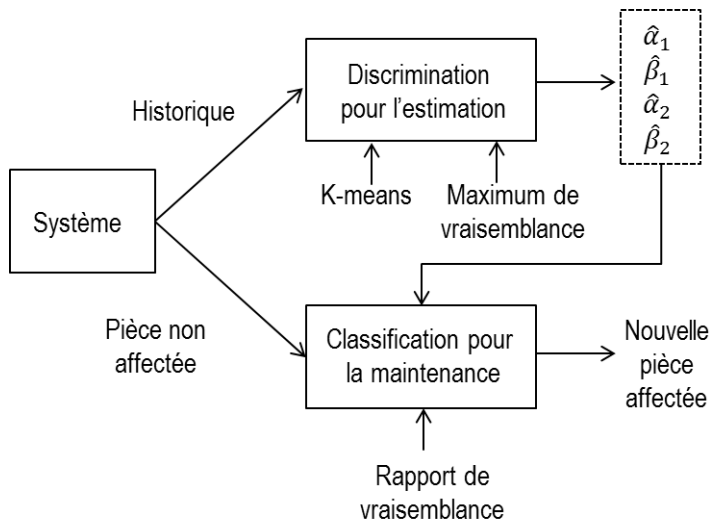 Historique
Discrimination
pour l'estimation
α̂₁
β̂₁
α̂₂
β̂₂
K-means
Maximum de
vraisemblance
Système
Pièce non
affectée
Classification pour
la maintenance
Nouvelle
pièce
affectée
Rapport de
vraisemblance